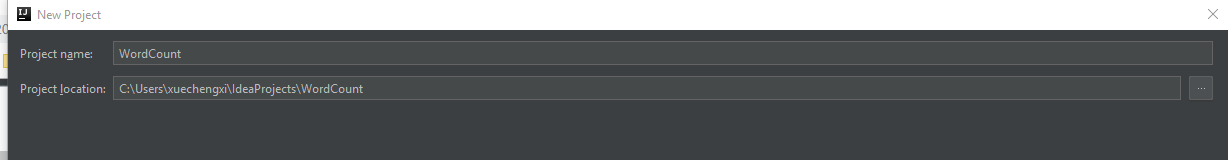 New Project
Project name: WordCount
Project location: C:\Users\xuechengxi\IdeaProjects\WordCount ...